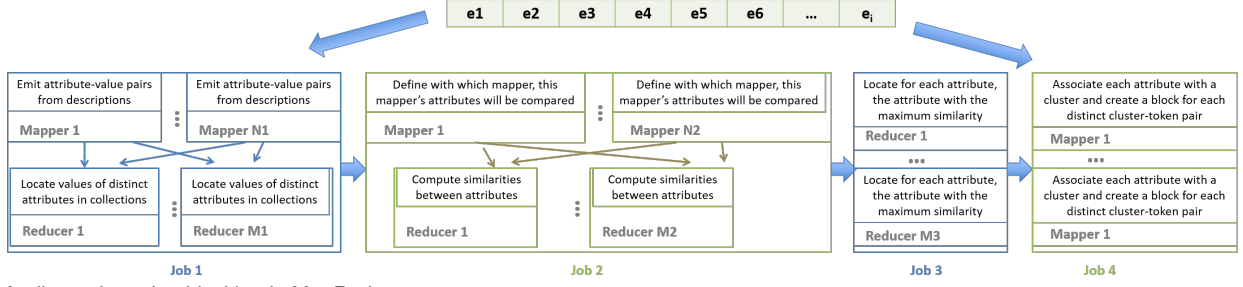 e1 e2 e3 e4 e5 e6 ... ei
Emit attribute-value pairs
from descriptions
Mapper 1
Emit attribute-value pairs
from descriptions
Mapper N1
Locate values of distinct
attributes in collections
Reducer 1
Locate values of distinct
attributes in collections
Reducer M1
Job 1
Define with which mapper, this
mapper's attributes will be compared
Mapper 1
Define with which mapper, this
mapper's attributes will be compared
Mapper N2
Compute similarities
between attributes
Reducer 1
Compute similarities
between attributes
Reducer M2
Job 2
Locate for each attribute,
the attribute with the
maximum similarity
Reducer 1
...
Locate for each attribute,
the attribute with the
maximum similarity
Reducer M3
Job 3
Associate each attribute with a
cluster and create a block for each
distinct cluster-token pair
Mapper 1
...
Associate each attribute with a
cluster and create a block for each
distinct cluster-token pair
Mapper 1
Job 4